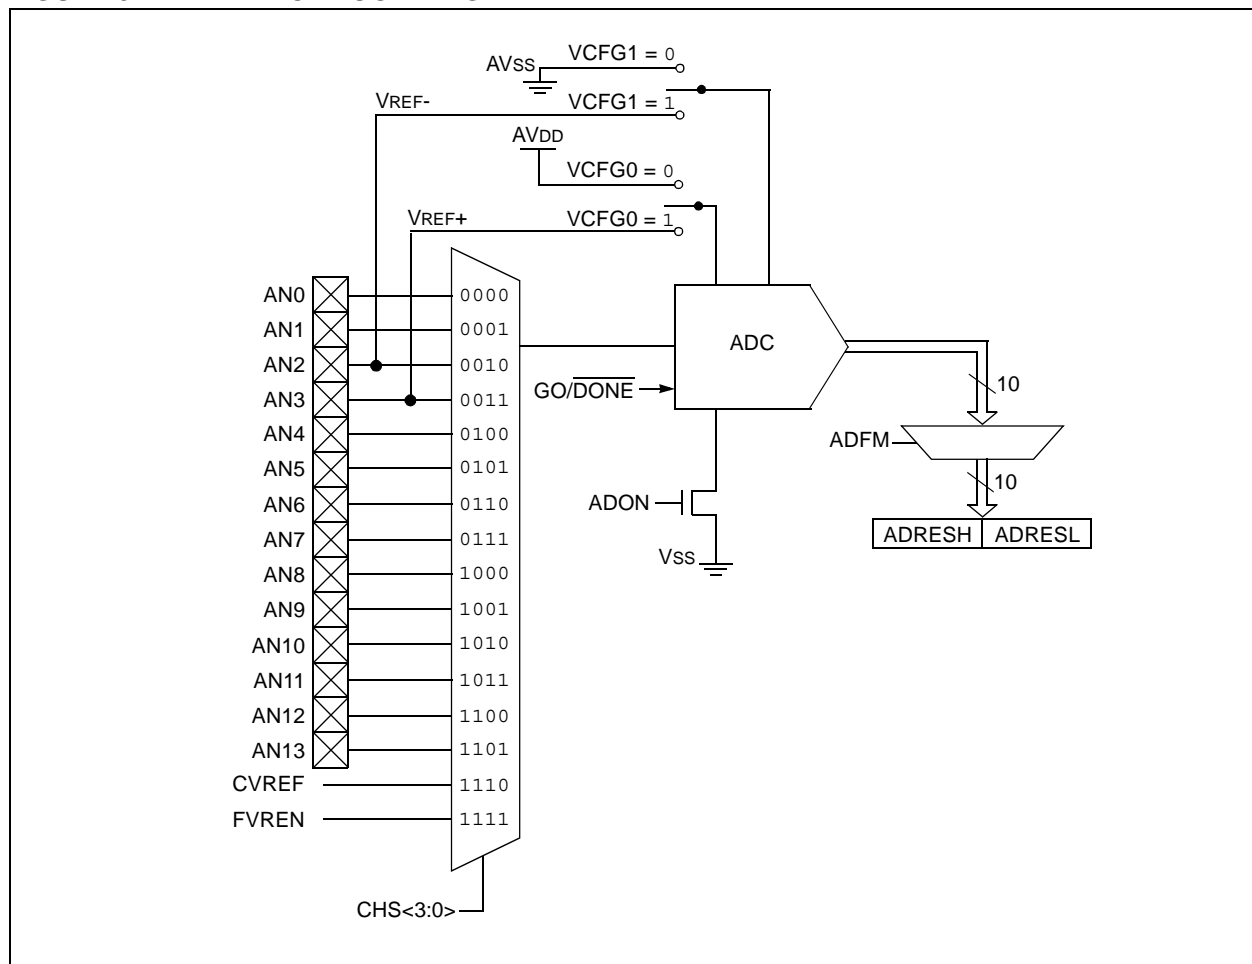 AVSS
VCFG1 = 0
VREF-
VCFG1 = 1
AVDD
VCFG0 = 0
VREF+
VCFG0 = 1
AN0 0000
AN1 0001
AN2 0010
AN3 0011
AN4 0100
AN5 0101
AN6 0110
AN7 0111
AN8 1000
AN9 1001
AN10 1010
AN11 1011
AN12 1100
AN13 1101
CVREF 1110
FVREN 1111
CHS<3:0>
ADC
GO/DONE
ADON
VSS
10
ADFM
10
ADRESH ADRESL